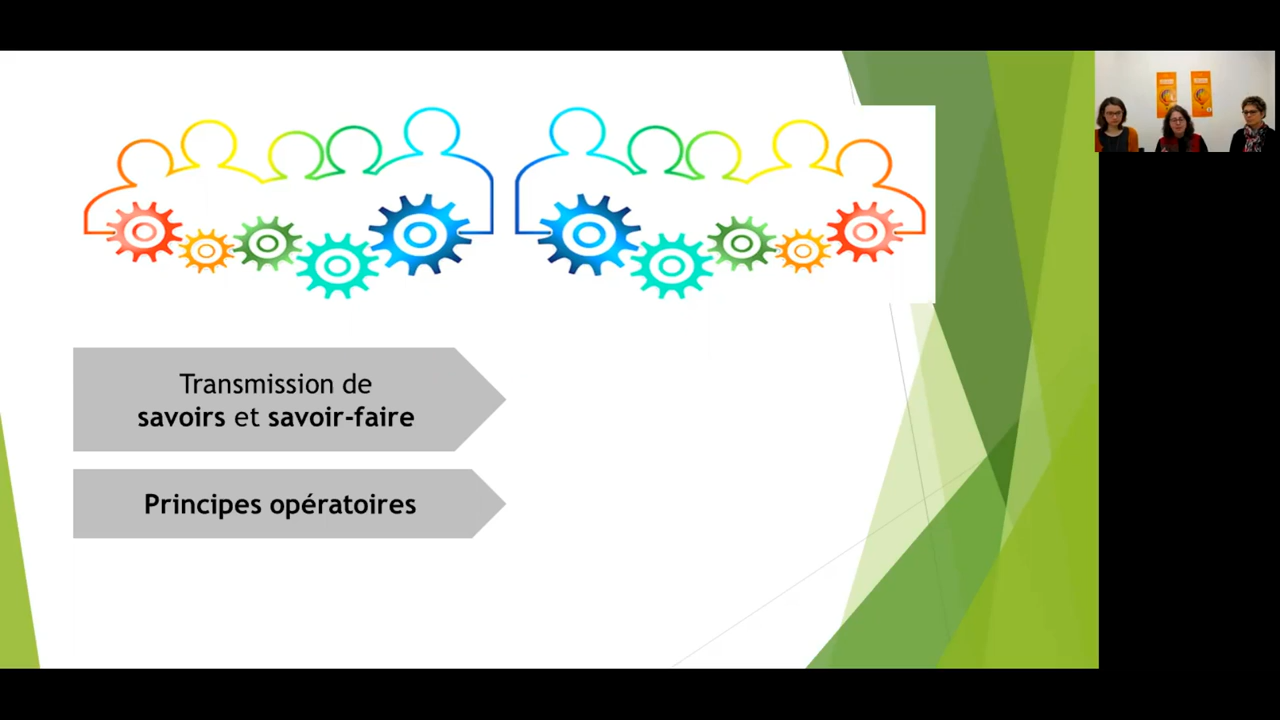 Transmission de
savoirs et savoir-faire
Principes opératoires